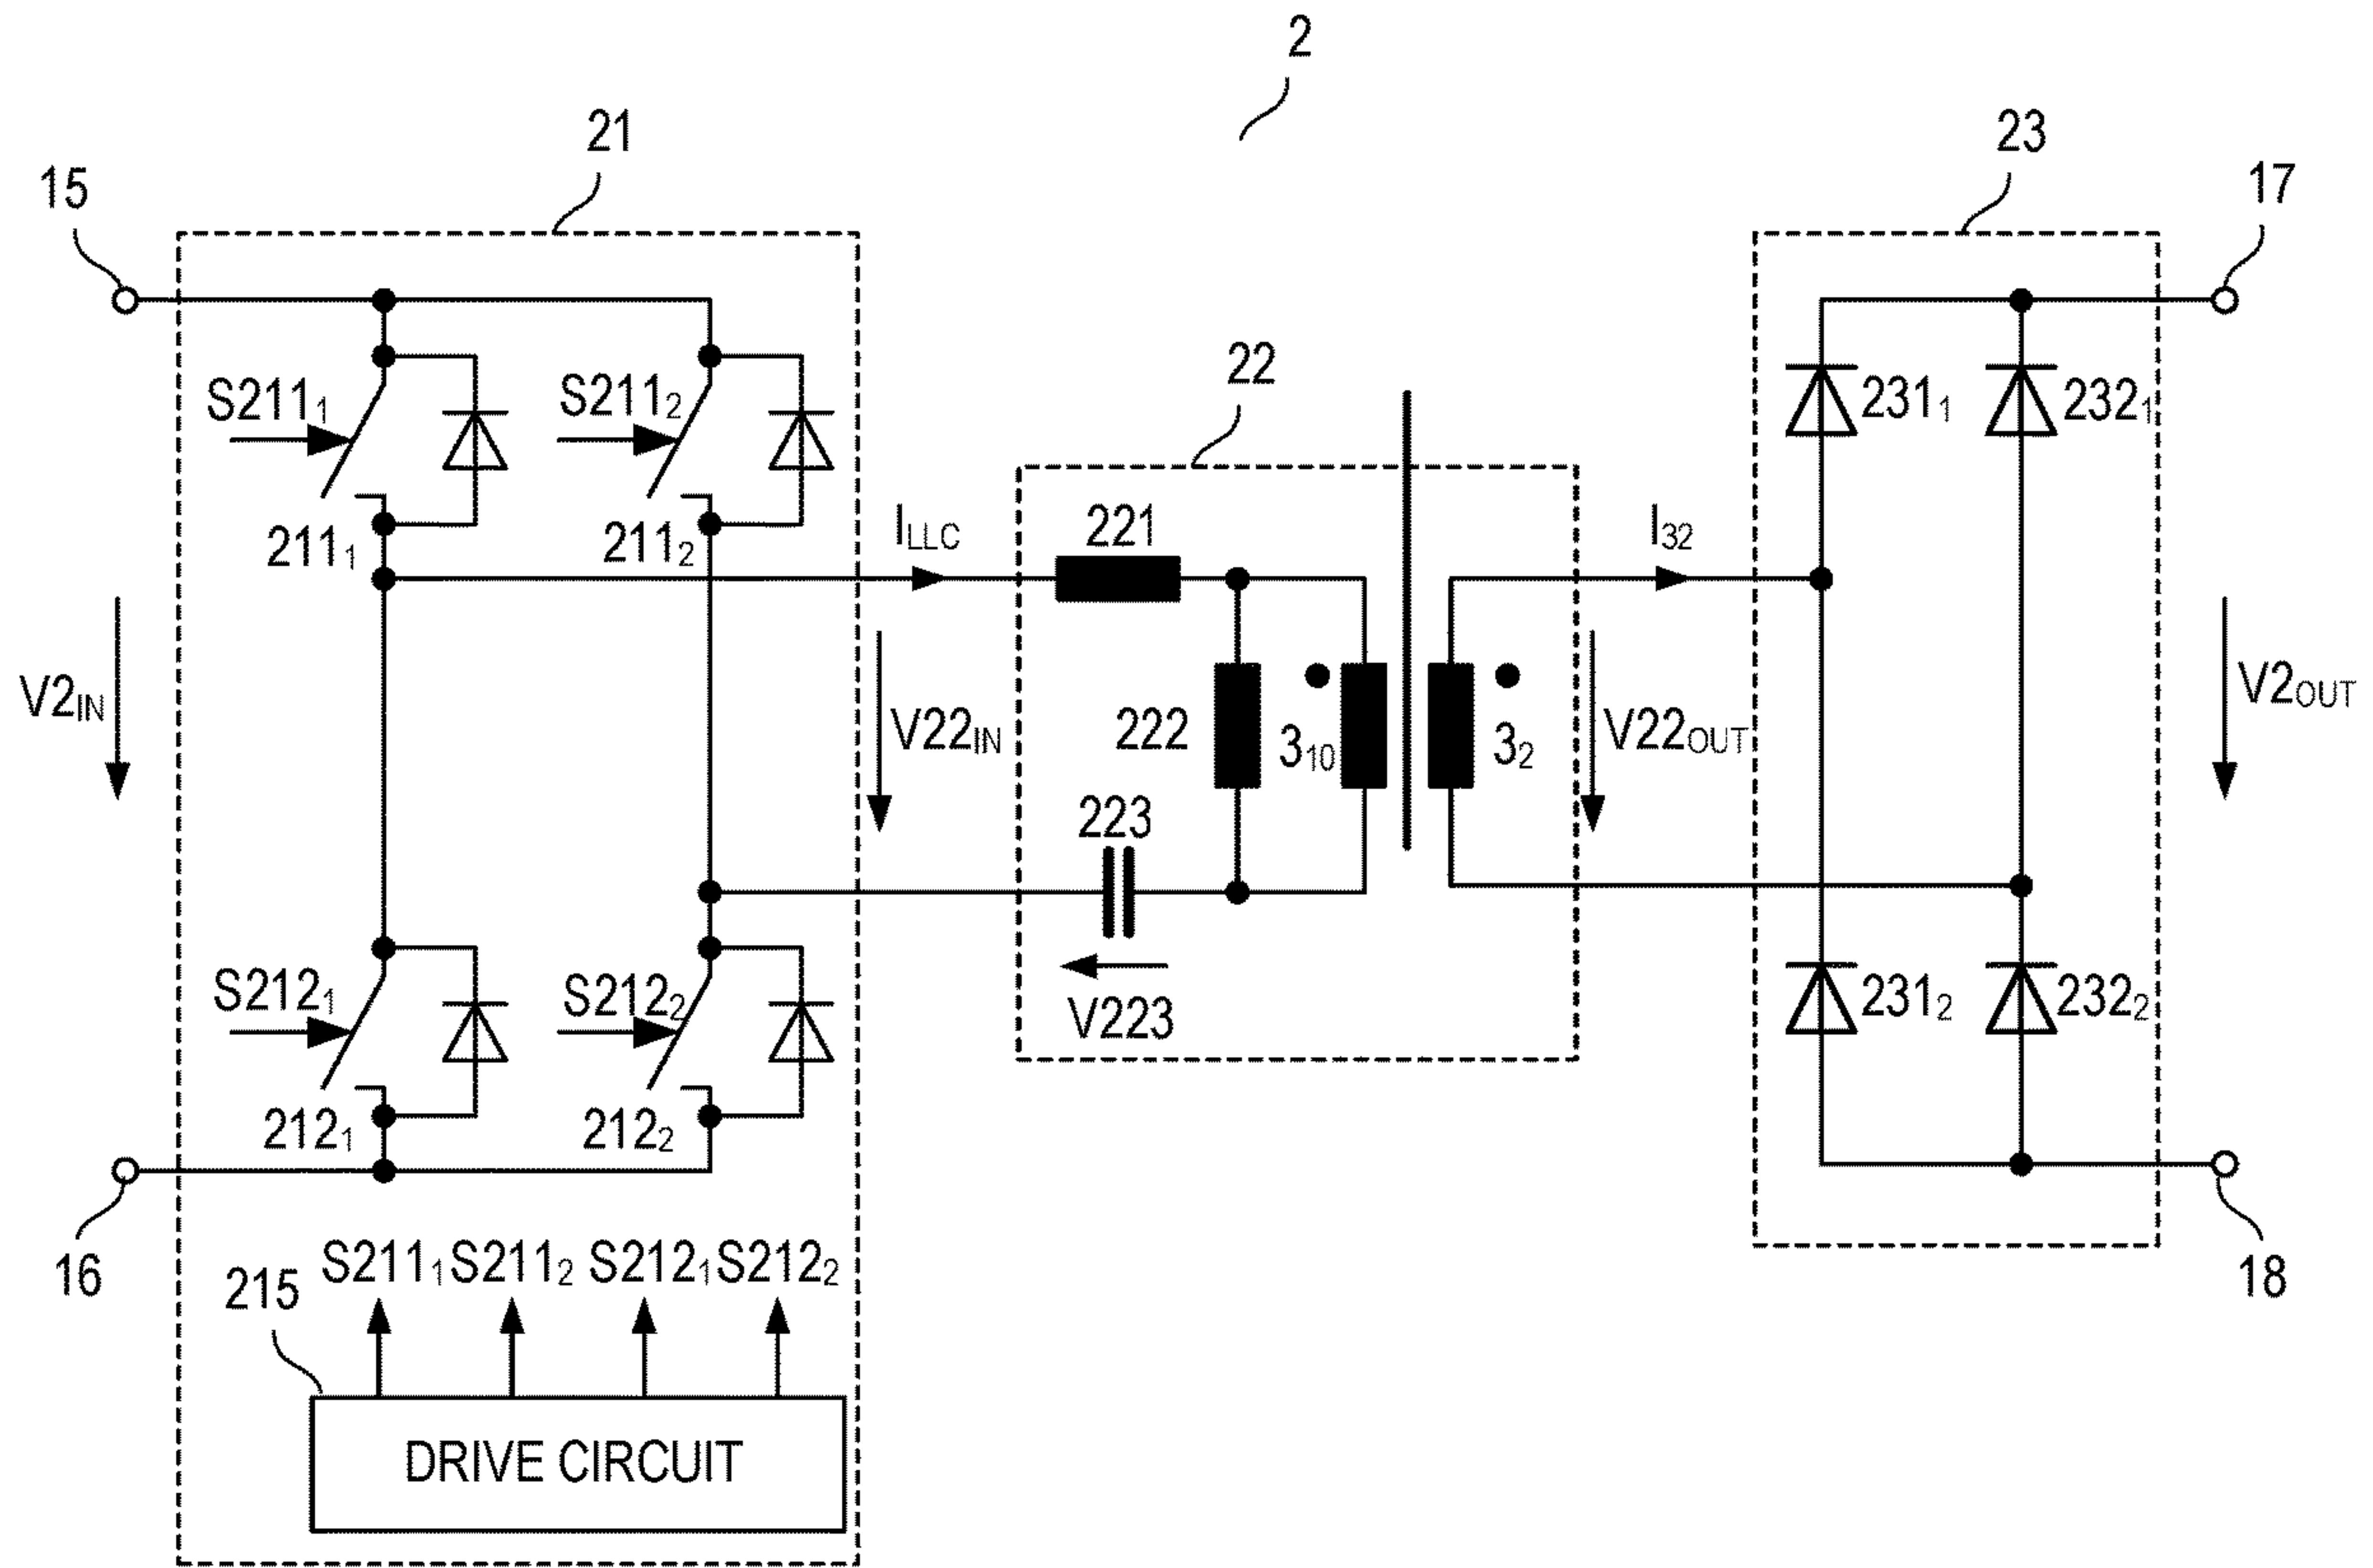 2
21
23
15
17
22
S211₁
S211₂
231₁
232₁
211₁
211₂
I_LLC
221
I₃₂
V2_IN
V22_IN
222
3₁₀
3₂
V22_OUT
V2_OUT
223
S212₁
S212₂
V223
231₂
232₂
212₁
212₂
16
18
215
S211₁ S211₂ S212₁ S212₂
DRIVE CIRCUIT